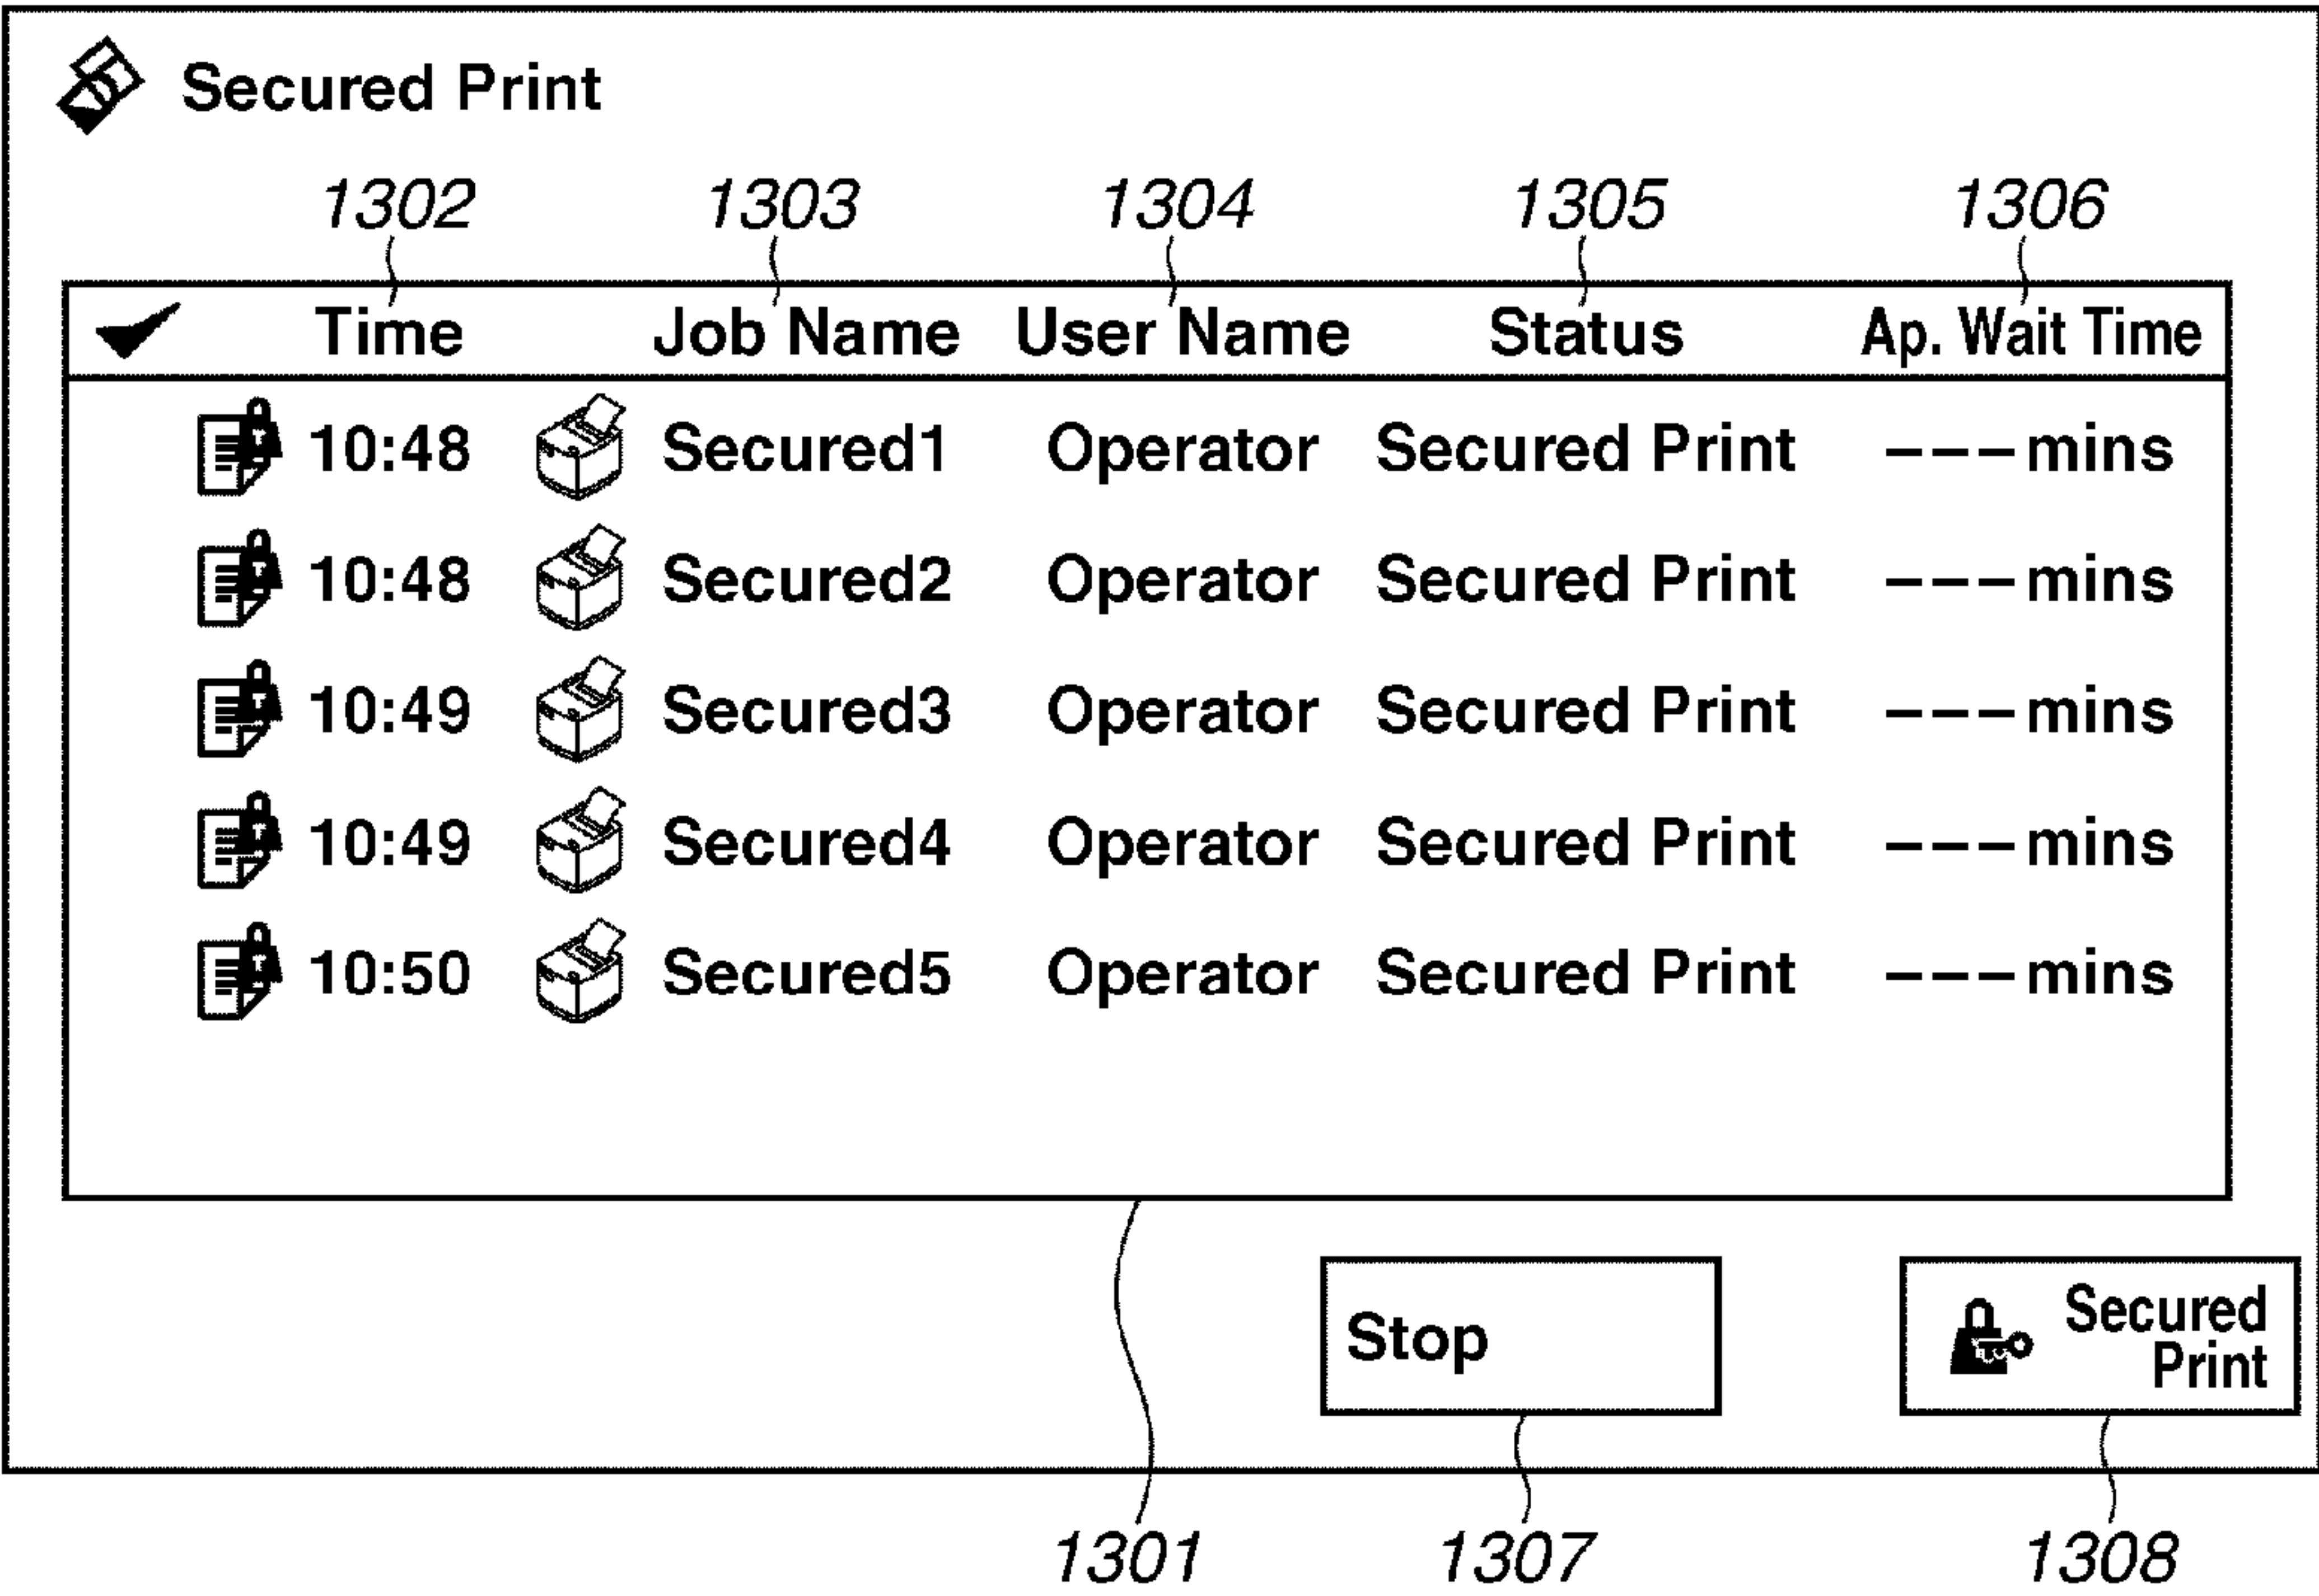 Secured Print
1302 1303 1304 1305 1306
Time Job Name User Name Status Ap. Wait Time
10:48 Secured1 Operator Secured Print ---mins
10:48 Secured2 Operator Secured Print ---mins
10:49 Secured3 Operator Secured Print ---mins
10:49 Secured4 Operator Secured Print ---mins
10:50 Secured5 Operator Secured Print ---mins
Stop
Secured
Print
1301 1307 1308